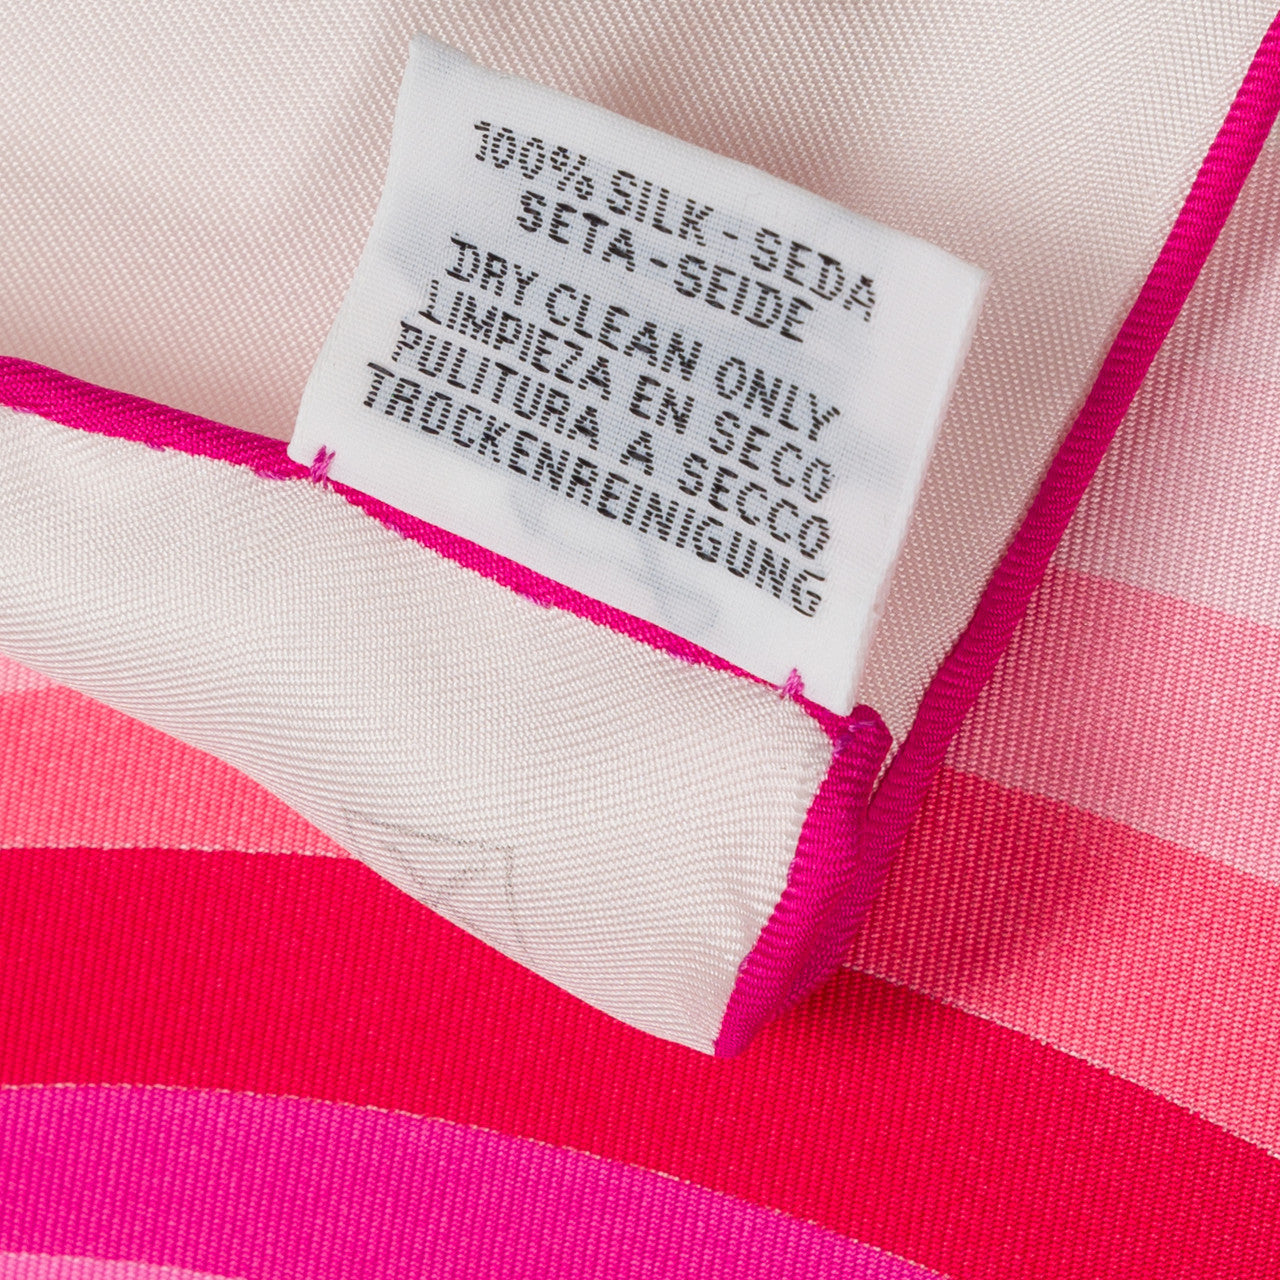 100% SILK - SEDA
SETA - SEIDE
DRY CLEAN ONLY
LIMPIEZA EN SECO
PULITURA A SECCO
TROCKENREINIGUNG